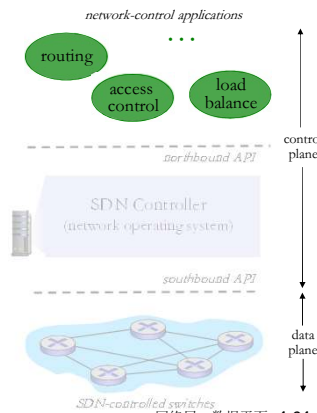 network-control applications
...
routing
access
control
load
balance
control
plane
northbound API
SDN Controller
(network operating system)
southbound API
data
plane
SDN-controlled switches